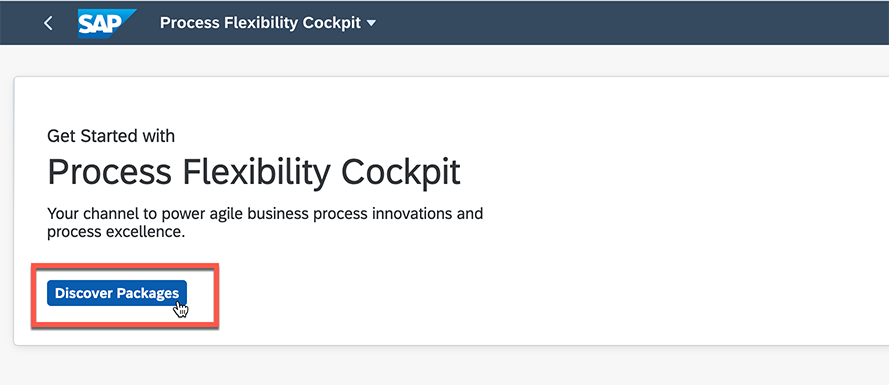 SAP Process Flexibility Cockpit
Get Started with
Process Flexibility Cockpit
Your channel to power agile business process innovations and
process excellence.
Discover Packages